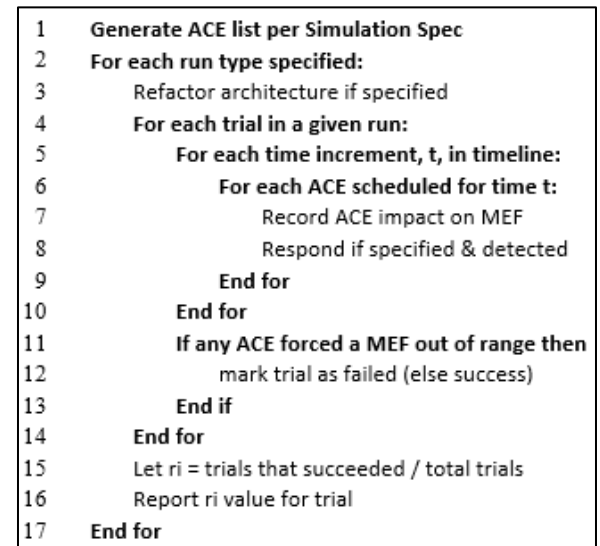 1 Generate ACE list per Simulation Spec
2 For each run type specified:
3 Refactor architecture if specified
4 For each trial in a given run:
5 For each time increment, t, in timeline:
6 For each ACE scheduled for time t:
7 Record ACE impact on MEF
8 Respond if specified & detected
9 End for
10 End for
11 If any ACE forced a MEF out of range then
12 mark trial as failed (else success)
13 End if
14 End for
15 Let ri = trials that succeeded / total trials
16 Report ri value for trial
17 End for